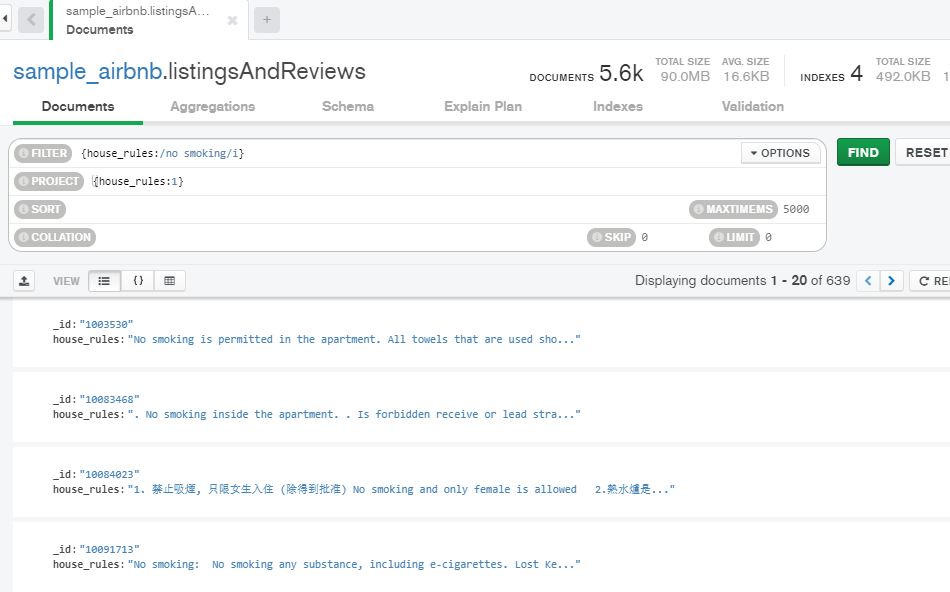 sample_airbnb.listingsA...
Documents
sample_airbnb.listingsAndReviews
DOCUMENTS 5.6k
TOTAL SIZE
90.0MB
AVG. SIZE
16.6KB
INDEXES 4
TOTAL SIZE
492.0KB
1
Documents Aggregations Schema Explain Plan Indexes Validation
FILTER {house_rules:/no smoking/i} OPTIONS FIND RESET
PROJECT {house_rules:1}
SORT MAXTIMEMS 5000
COLLATION SKIP 0 LIMIT 0
VIEW {} Displaying documents 1 - 20 of 639 RE
_id: "1003530"
house_rules: "No smoking is permitted in the apartment. All towels that are used sho..."
_id: "10083468"
house_rules: ". No smoking inside the apartment. . Is forbidden receive or lead stra..."
_id: "10084023"
house_rules: "1. 禁止吸煙, 只限女生入住 (除得到批准) No smoking and only female is allowed 2.熱水爐是..."
_id: "10091713"
house_rules: "No smoking: No smoking any substance, including e-cigarettes. Lost Ke..."